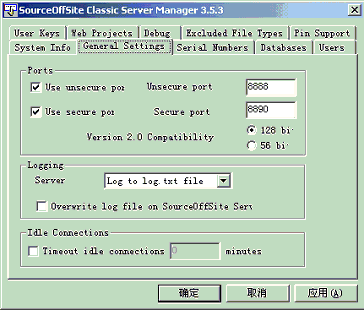 SourceOffSite Classic Server Manager 3.5.3
User Keys Web Projects Debug Excluded File Types Pin Support
System Info General Settings Serial Numbers Databases Users
Ports
Use unsecure por Unsecure port 8888
Use secure por Secure port 8890
Version 2.0 Compatibility 128 bi
56 bi
Logging
Server Log to log.txt file
Overwrite log file on SourceOffSite Serv
Idle Connections
Timeout idle connections 0 minutes
确定 取消 应用(A)